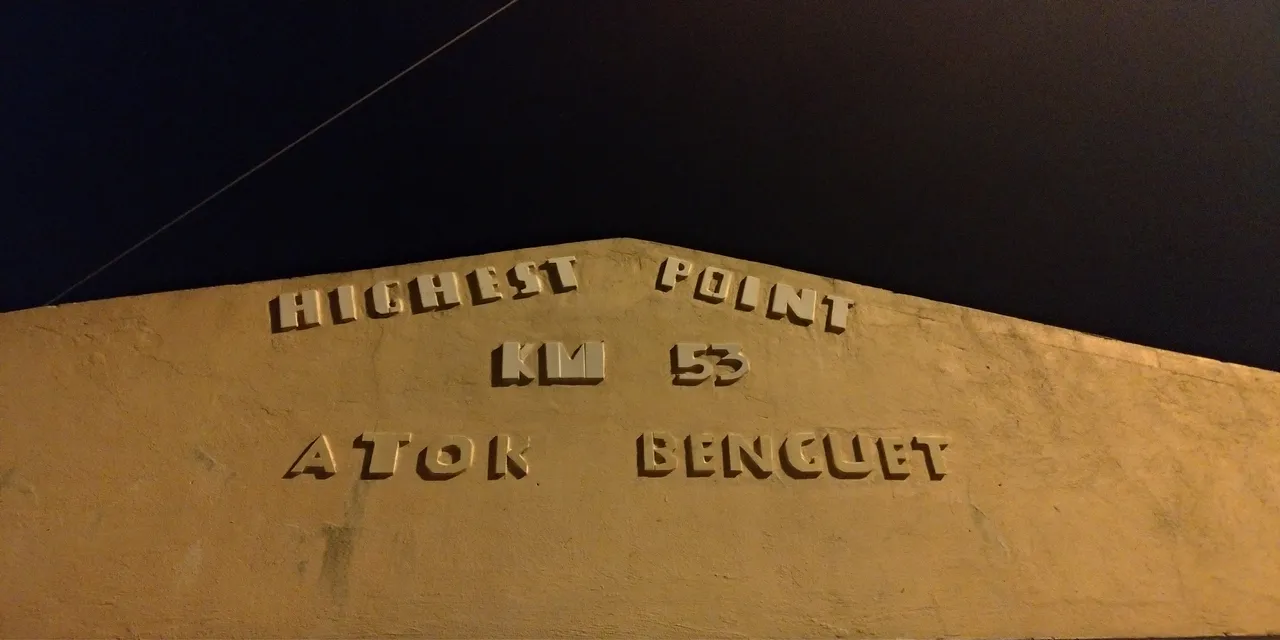 HIGHEST POINT
KM 53
ATOK BENGUET